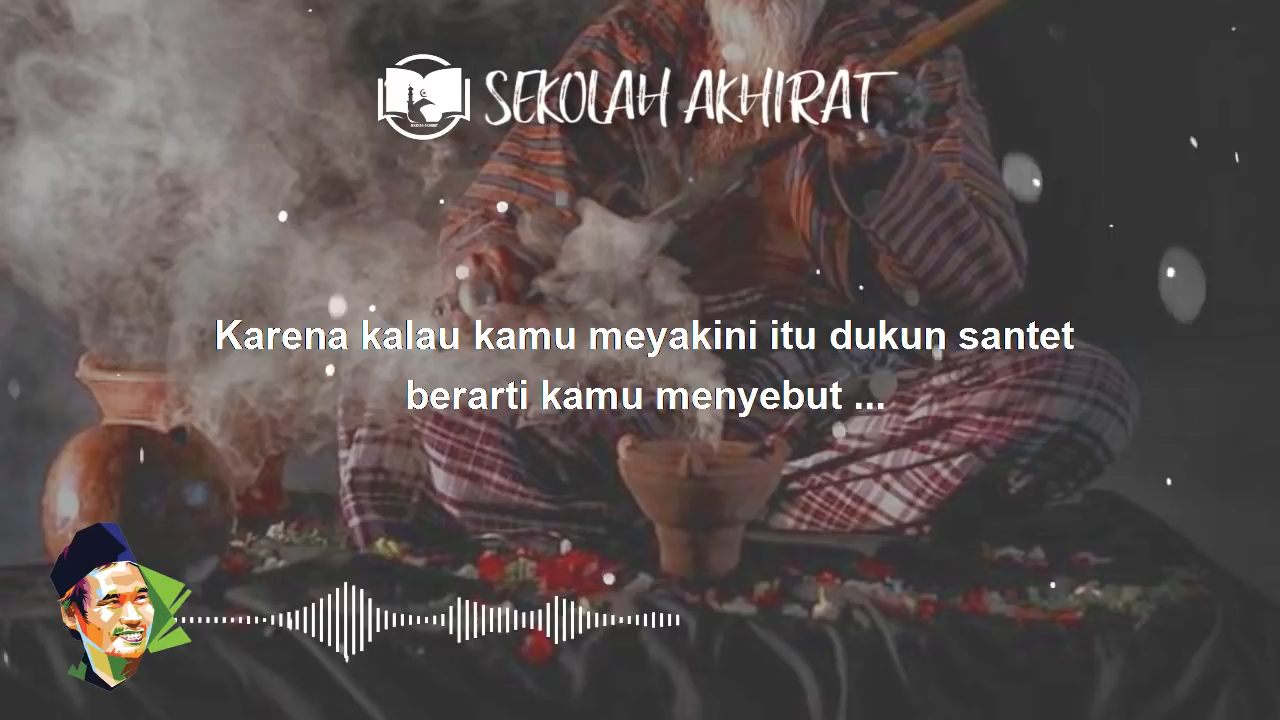 SEKOLAH AKHIRAT
Karena kalau kamu meyakini itu dukun santet
berarti kamu menyebut ...